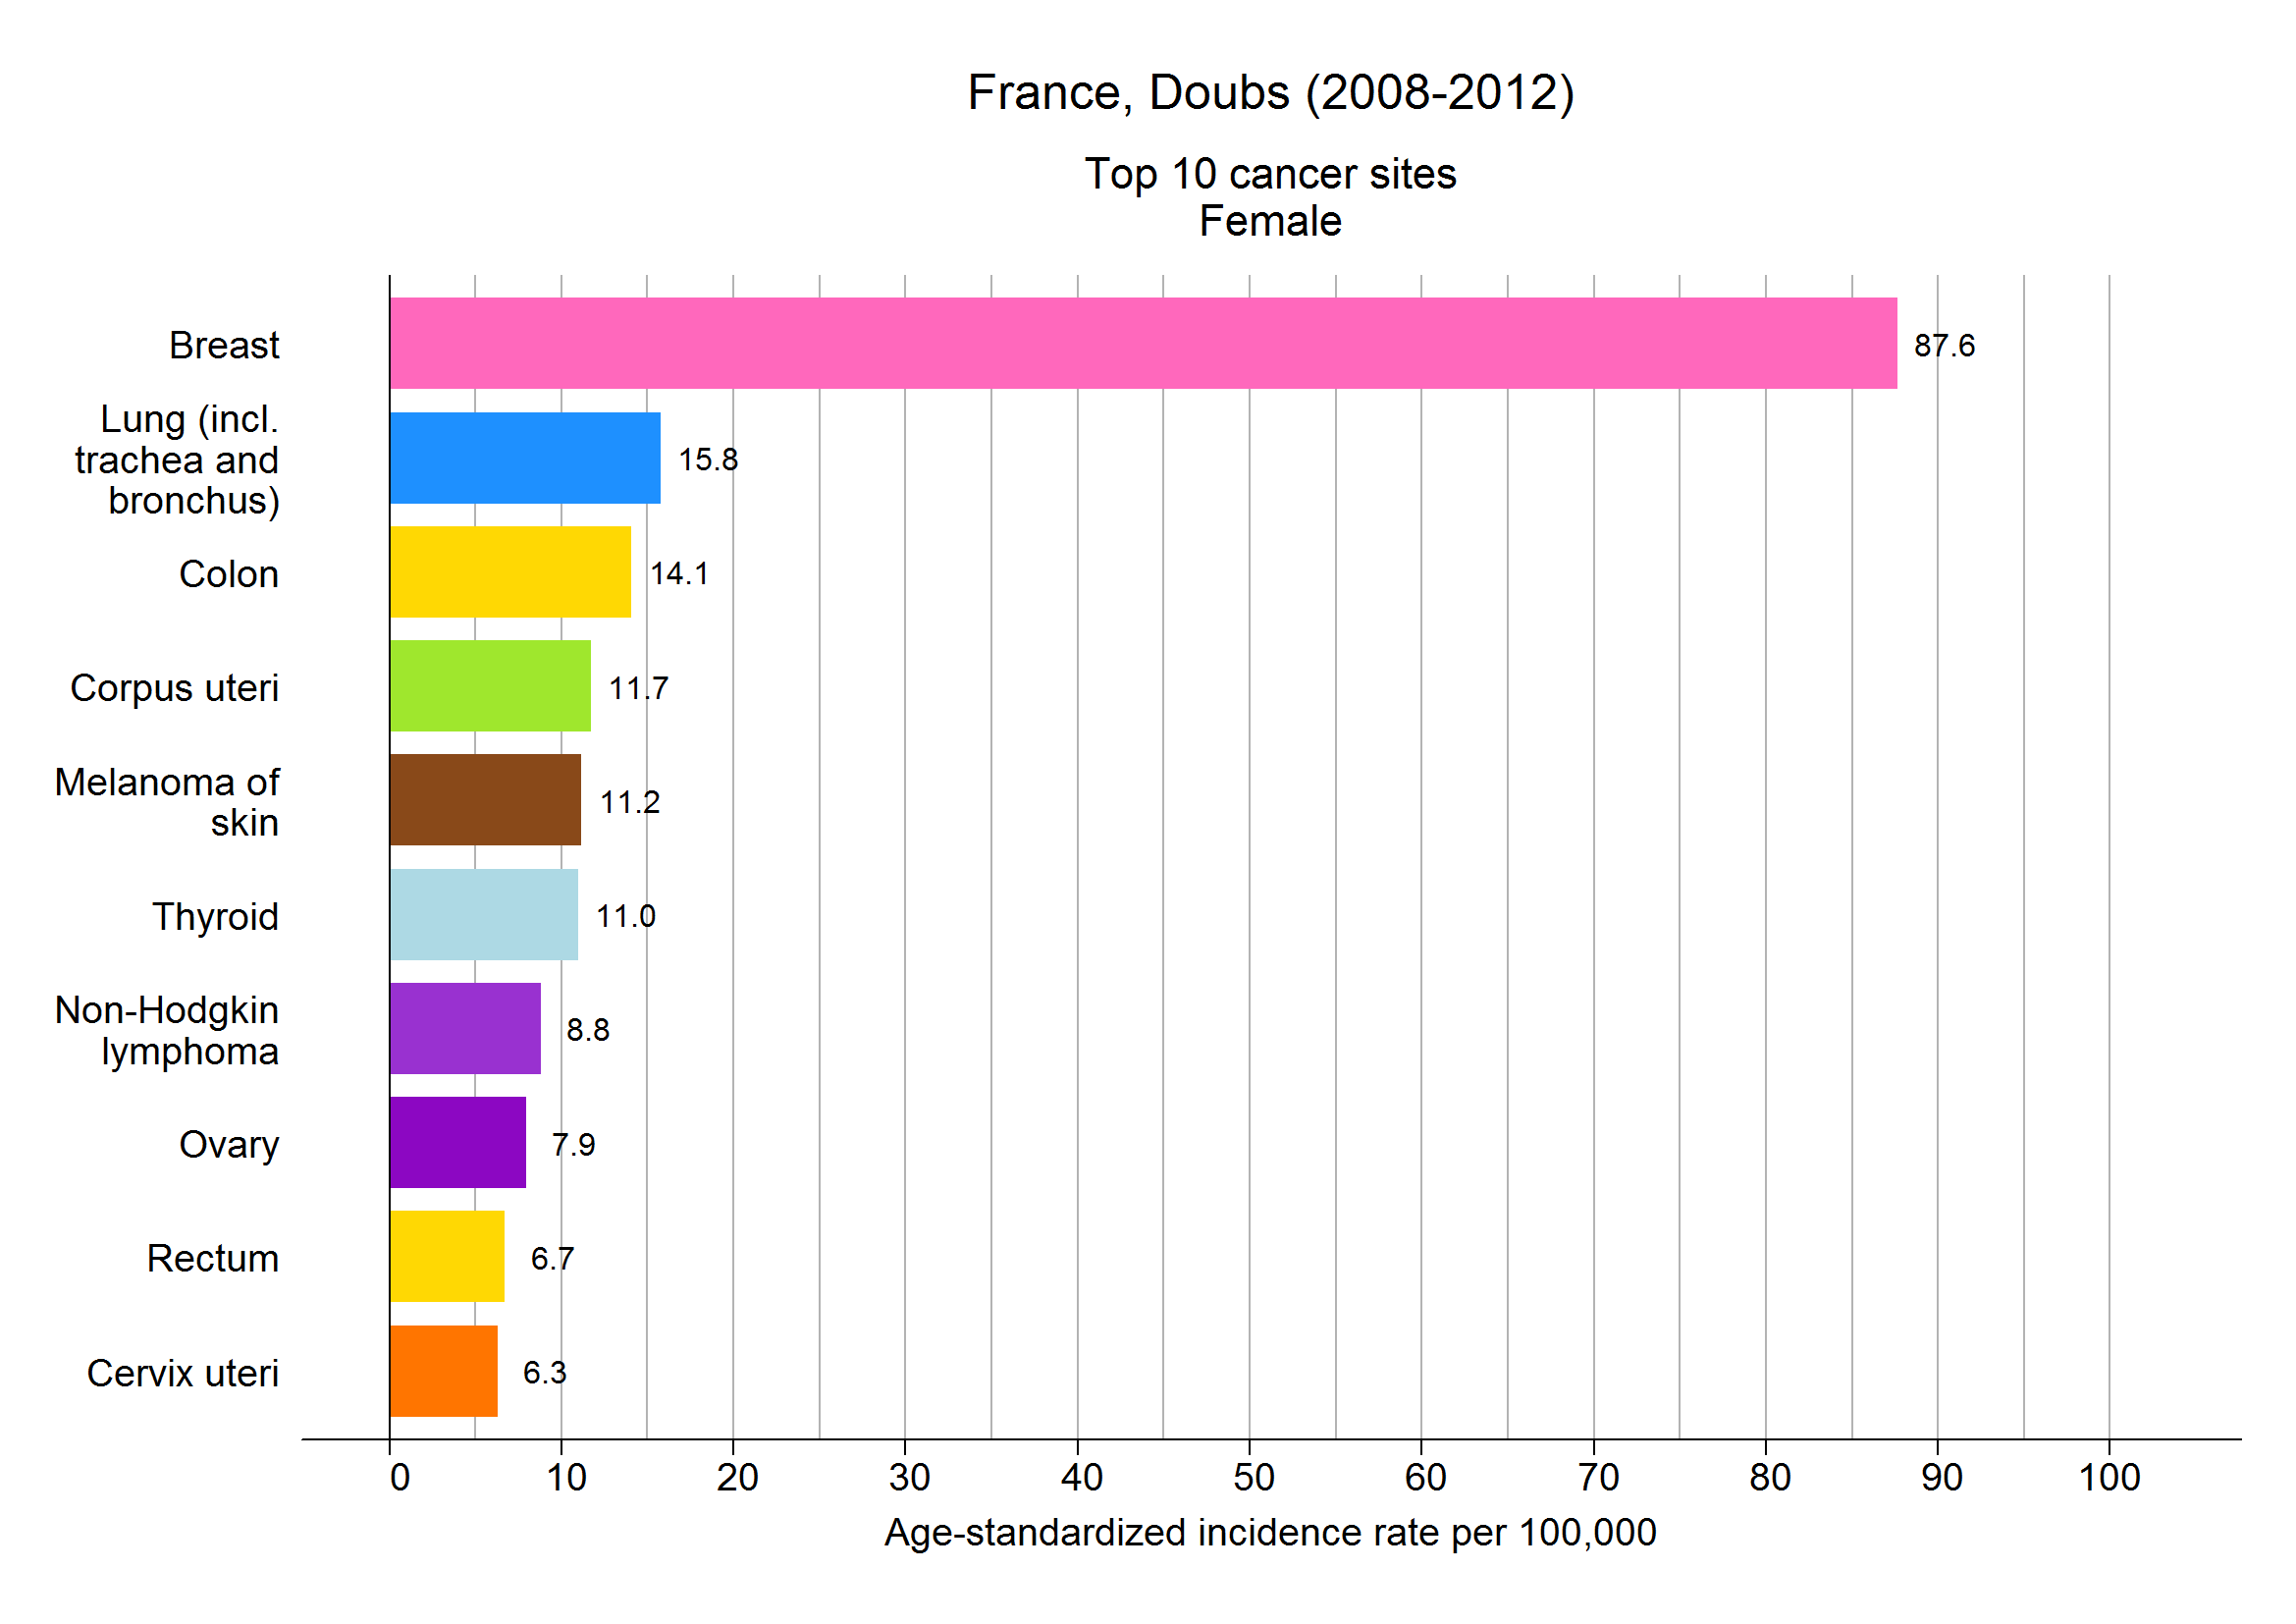 France, Doubs (2008-2012)
Top 10 cancer sites
Female
Breast
87.6
Lung (incl.
trachea and
bronchus)
15.8
Colon
14.1
Corpus uteri
11.7
Melanoma of
skin
11.2
Thyroid
11.0
Non-Hodgkin
lymphoma
8.8
Ovary
7.9
Rectum
6.7
Cervix uteri
6.3
0 10 20 30 40 50 60 70 80 90 100
Age-standardized incidence rate per 100,000